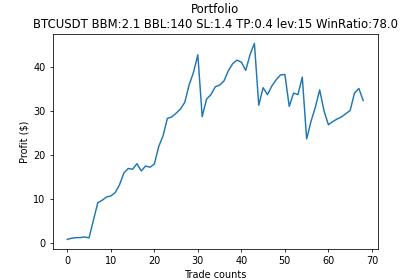 Portfolio
BTCUSDT BBM:2.1 BBL:140 SL:1.4 TP:0.4 lev:15 WinRatio:78.0
40
30
20
10
0
Profit ($)
0 10 20 30 40 50 60 70
Trade counts